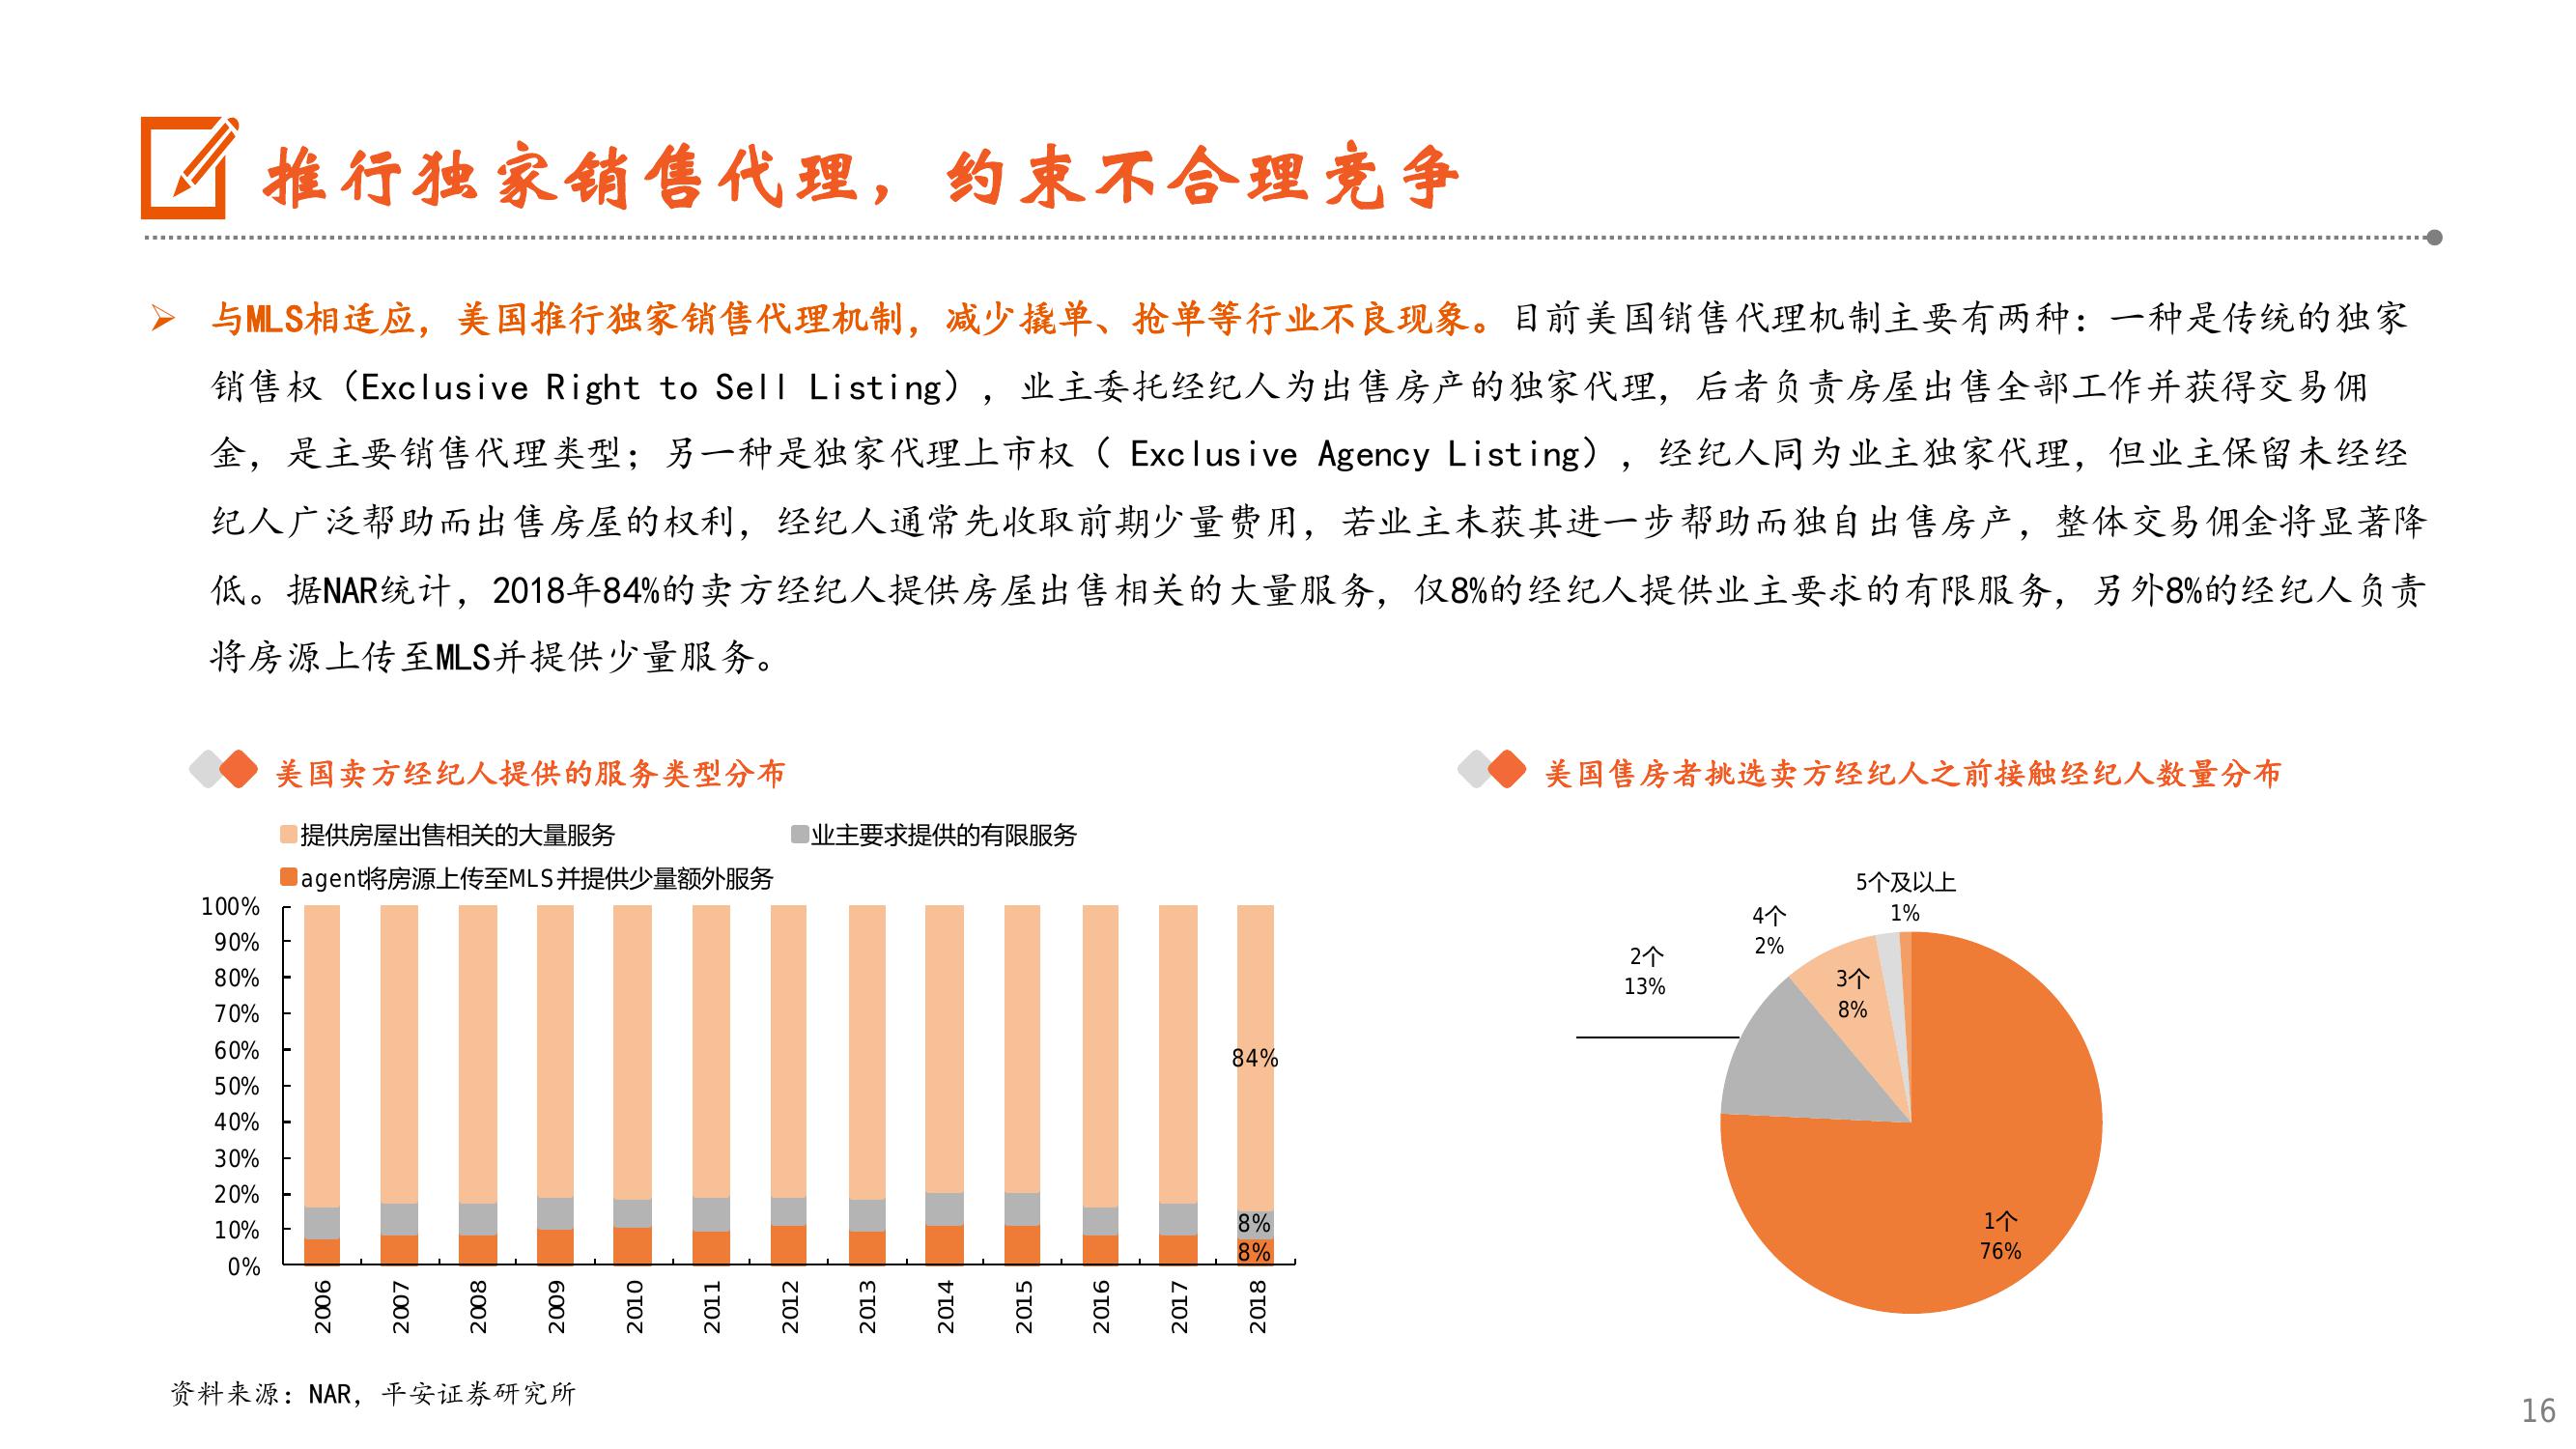 推行独家销售代理，约束不合理竞争
与MLS相适应，美国推行独家销售代理机制，减少撬单、抢单等行业不良现象。目前美国销售代理机制主要有两种：一种是传统的独家
销售权（Exclusive Right to Sell Listing），业主委托经纪人为出售房产的独家代理，后者负责房屋出售全部工作并获得交易佣
金，是主要销售代理类型；另一种是独家代理上市权（ Exclusive Agency Listing），经纪人同为业主独家代理，但业主保留未经经
纪人广泛帮助而出售房屋的权利，经纪人通常先收取前期少量费用，若业主未获其进一步帮助而独自出售房产，整体交易佣金将显著降
低。据NAR统计，2018年84%的卖方经纪人提供房屋出售相关的大量服务，仅8%的经纪人提供业主要求的有限服务，另外8%的经纪人负责
将房源上传至MLS并提供少量服务。
美国卖方经纪人提供的服务类型分布
提供房屋出售相关的大量服务
业主要求提供的有限服务
agent将房源上传至MLS并提供少量额外服务
100%
90%
80%
70%
60%
50%
40%
30%
20%
10%
0%
84%
8%
8%
2006
2007
2008
2009
2010
2011
2012
2013
2014
2015
2016
2017
2018
美国售房者挑选卖方经纪人之前接触经纪人数量分布
5个及以上
1%
4个
2%
2个
13%
3个
8%
1个
76%
资料来源：NAR，平安证券研究所
16